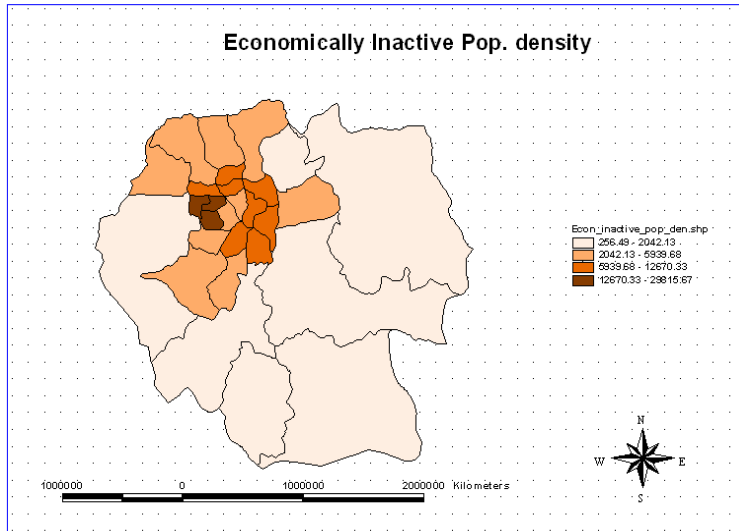 Economically Inactive Pop. density
Econ_inactive_pop_den.shp
256.49 - 2042.13
2042.13 - 5939.68
5939.68 - 12670.33
12670.33 - 29815.67
N
W E
S
1000000 0 1000000 2000000 Kilometers